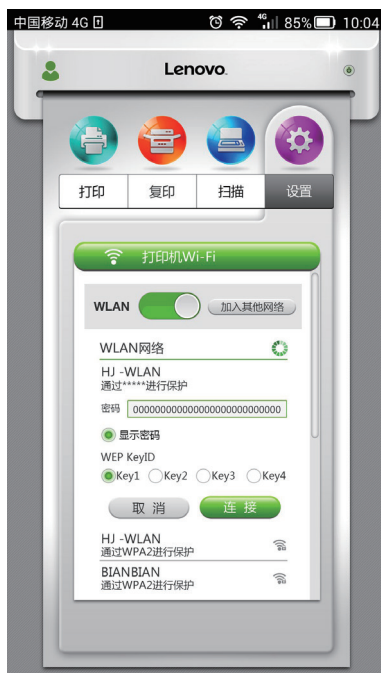 中国移动 4G 85% 10:04
Lenovo.
打印 复印 扫描 设置
打印机Wi-Fi
WLAN 加入其他网络
WLAN网络
HJ -WLAN
通过*****进行保护
密码 00000000000000000000000000
显示密码
WEP KeyID
Key1 Key2 Key3 Key4
取 消 连 接
HJ -WLAN
通过WPA2进行保护
BIANBIAN
通过WPA2进行保护